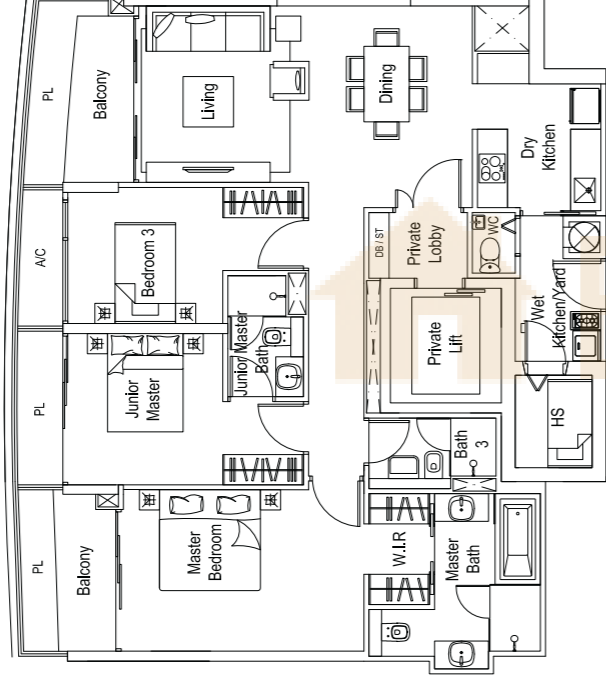 PL
Balcony
Living
Dining
Dry
Kitchen
A/C
Bedroom 3
DB / ST
Private
Lobby
WC
PL
Junior
Master
Junior Master
Bath
Private
Lift
Wet
Kitchen/Yard
HS
Bath
3
PL
Balcony
Master
Bedroom
W.I.R
Master
Bath